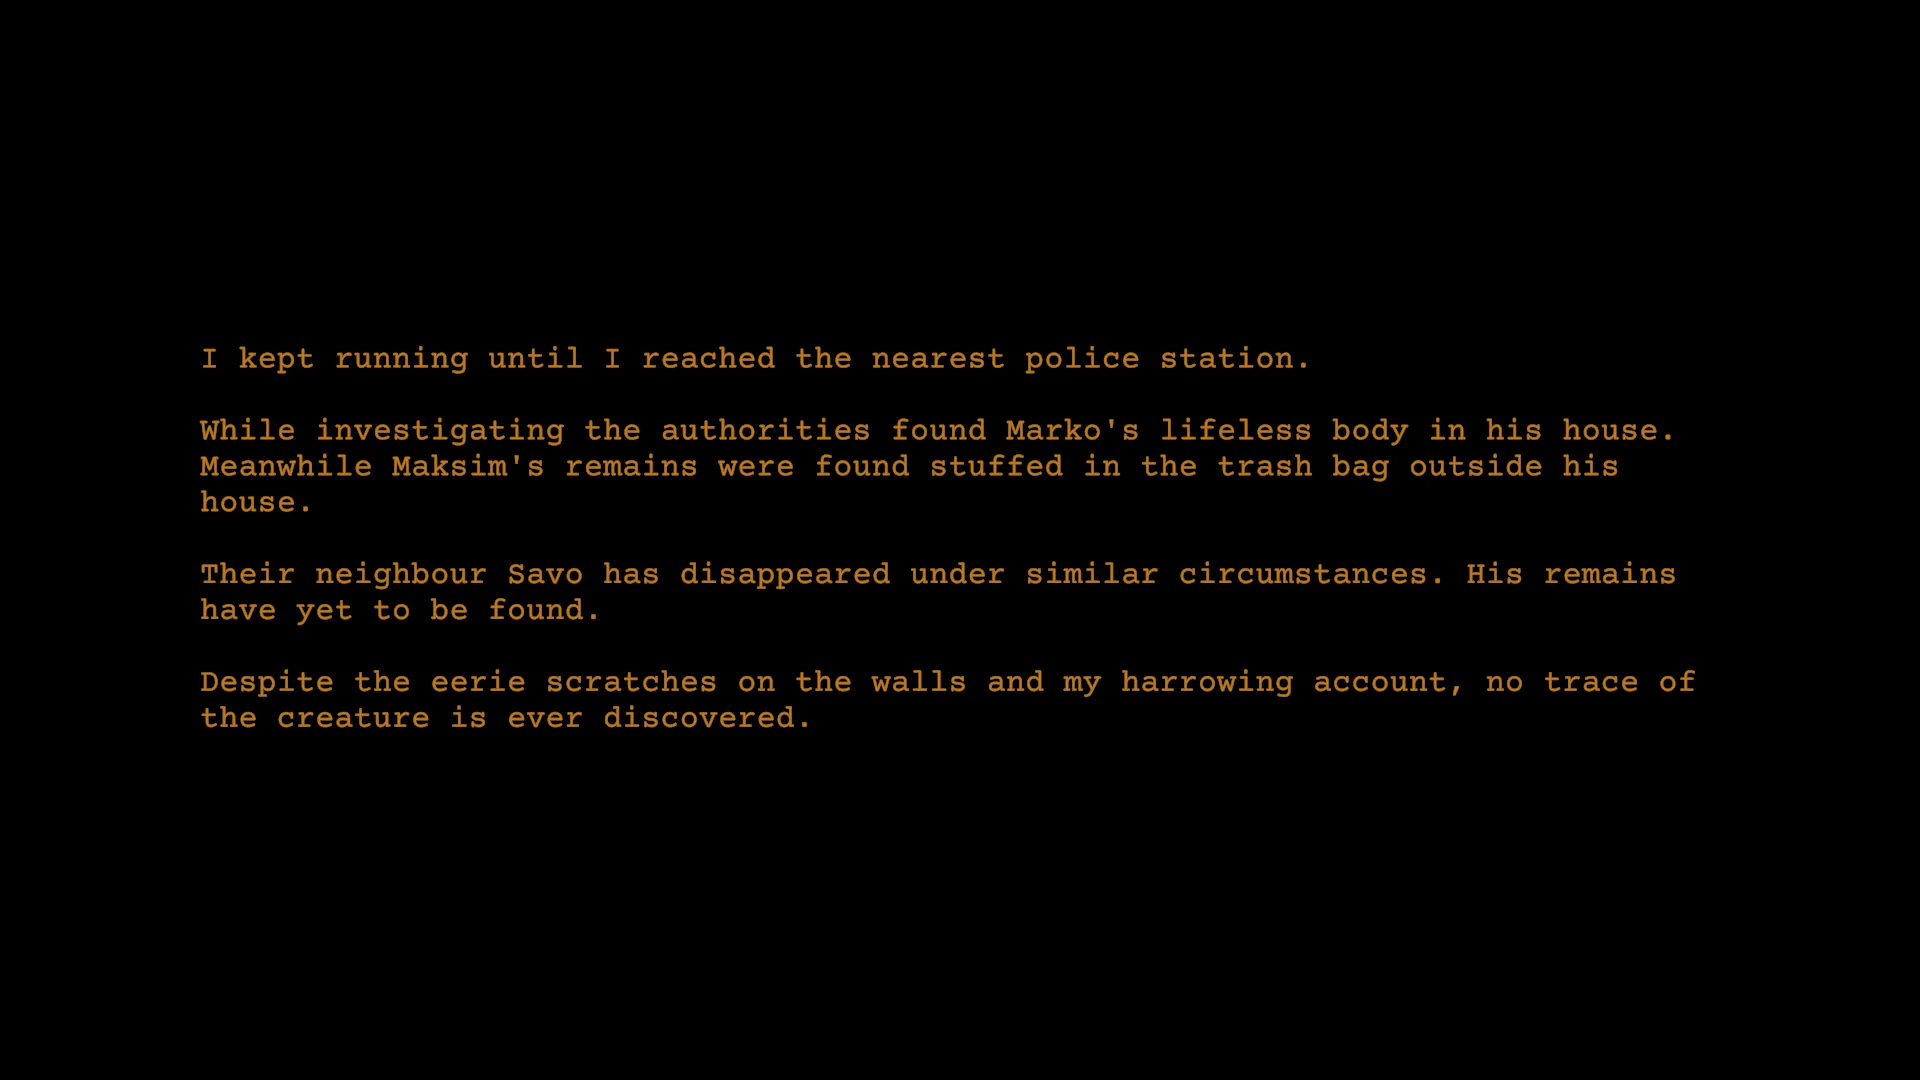 I kept running until I reached the nearest police station.
While investigating the authorities found Marko's lifeless body in his house.
Meanwhile Maksim's remains were found stuffed in the trash bag outside his
house.
Their neighbour Savo has disappeared under similar circumstances. His remains
have yet to be found.
Despite the eerie scratches on the walls and my harrowing account, no trace of
the creature is ever discovered.